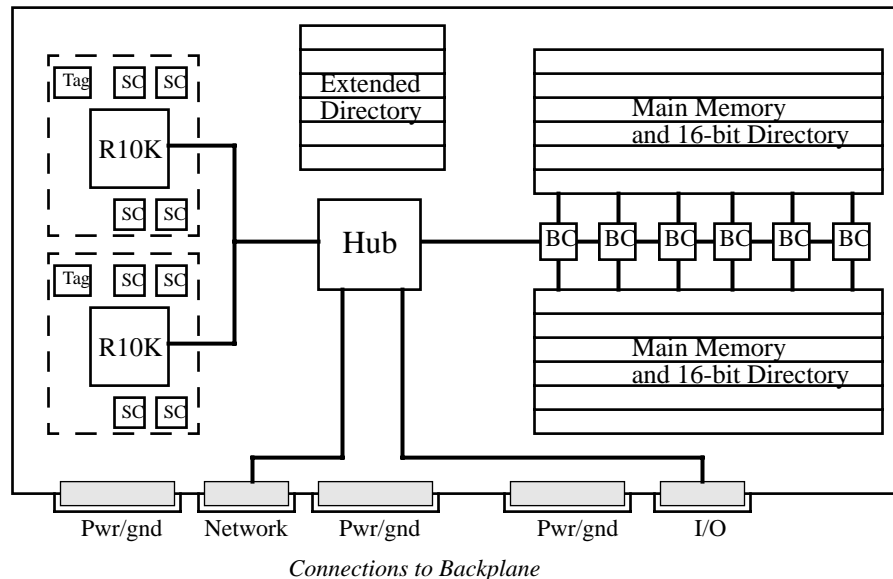 Tag SC SC
R10K
SC SC
Tag SC SC
R10K
SC SC
Extended
Directory
Hub
Main Memory
and 16-bit Directory
BC BC BC BC BC BC
Main Memory
and 16-bit Directory
Pwr/gnd Network Pwr/gnd Pwr/gnd I/O
Connections to Backplane